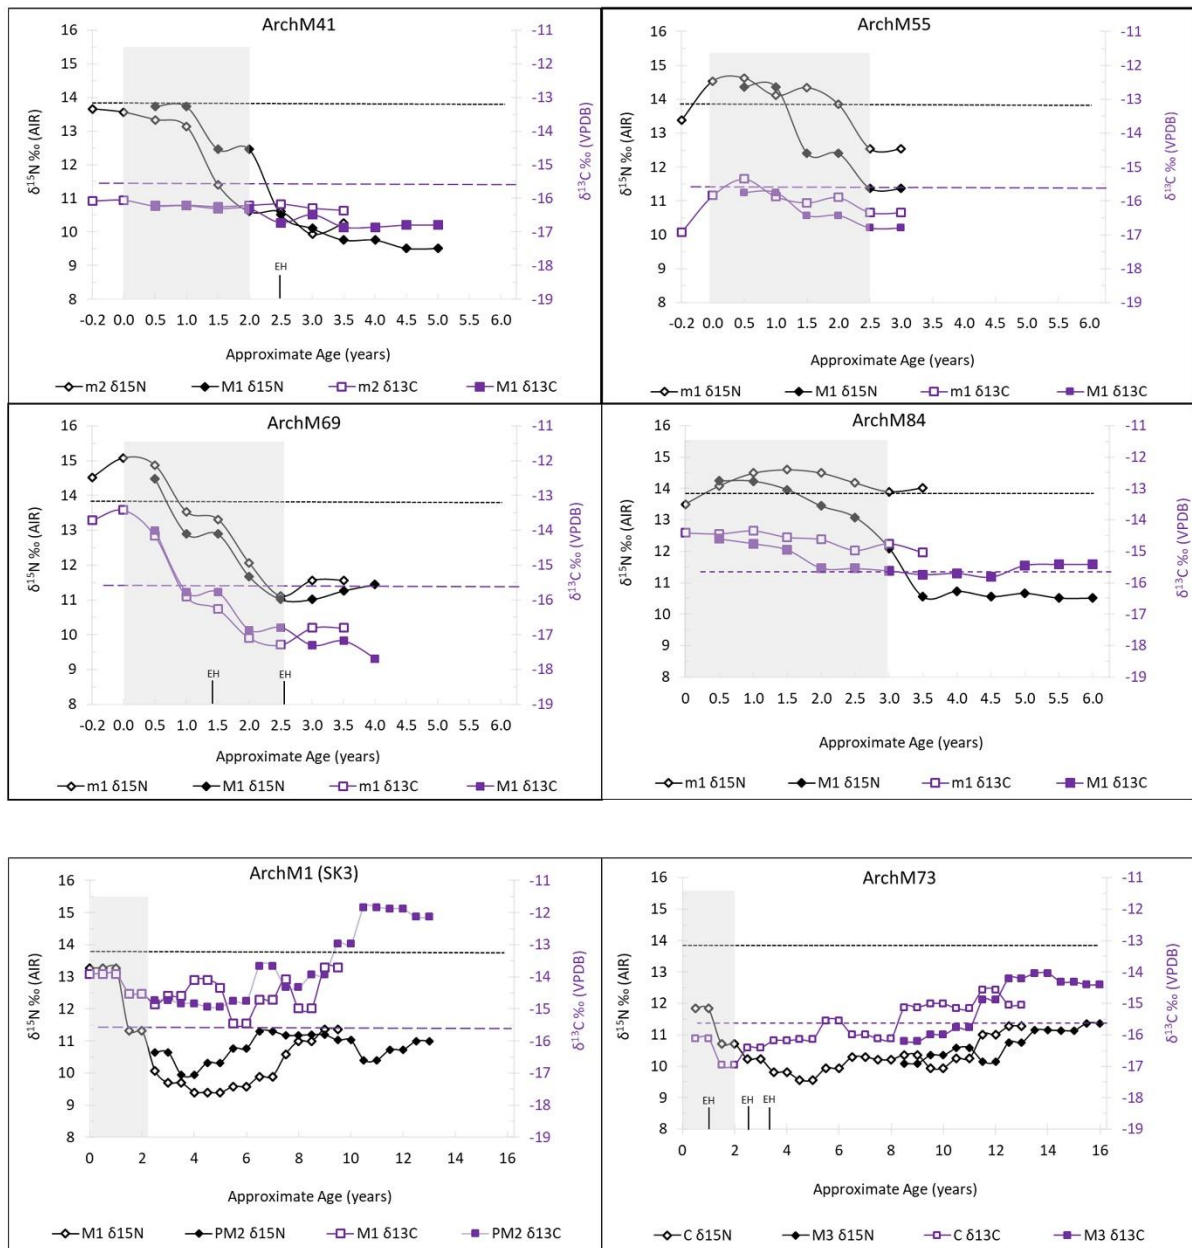 ArchM41
16
15
14
13
12
11
10
9
8
δ¹⁵N ‰ (AIR)
-11
-12
-13
-14
-15
-16
-17
-18
-19
δ¹³C ‰ (VPDB)
EH
-0.2 0.0 0.5 1.0 1.5 2.0 2.5 3.0 3.5 4.0 4.5 5.0 6.0
Approximate Age (years)
m2 δ15N M1 δ15N m2 δ13C M1 δ13C
ArchM55
16
15
14
13
12
11
10
9
8
δ¹⁵N ‰ (AIR)
-11
-12
-13
-14
-15
-16
-17
-18
-19
δ¹³C ‰ (VPDB)
-0.2 0.0 0.5 1.0 1.5 2.0 2.5 3.0 3.5 4.0 4.5 5.0 6.0
Approximate Age (years)
m1 δ15N M1 δ15N m1 δ13C M1 δ13C
ArchM69
16
15
14
13
12
11
10
9
8
δ¹⁵N ‰ (AIR)
-11
-12
-13
-14
-15
-16
-17
-18
-19
δ¹³C ‰ (VPDB)
EH EH
-0.2 0.0 0.5 1.0 1.5 2.0 2.5 3.0 3.5 4.0 4.5 5.0 6.0
Approximate Age (years)
m1 δ15N M1 δ15N m1 δ13C M1 δ13C
ArchM84
16
15
14
13
12
11
10
9
8
δ¹⁵N ‰ (AIR)
-11
-12
-13
-14
-15
-16
-17
-18
-19
δ¹³C ‰ (VPDB)
0 0.5 1.0 1.5 2.0 2.5 3.0 3.5 4.0 4.5 5.0 5.5 6.0
Approximate Age (years)
m1 δ15N M1 δ15N m1 δ13C M1 δ13C
ArchM1 (SK3)
16
15
14
13
12
11
10
9
8
δ¹⁵N ‰ (AIR)
-11
-12
-13
-14
-15
-16
-17
-18
-19
δ¹³C ‰ (VPDB)
0 2 4 6 8 10 12 14 16
Approximate Age (years)
M1 δ15N PM2 δ15N M1 δ13C PM2 δ13C
ArchM73
16
15
14
13
12
11
10
9
8
δ¹⁵N ‰ (AIR)
-11
-12
-13
-14
-15
-16
-17
-18
-19
δ¹³C ‰ (VPDB)
EH EH EH
0 2 4 6 8 10 12 14 16
Approximate Age (years)
C δ15N M3 δ15N C δ13C M3 δ13C